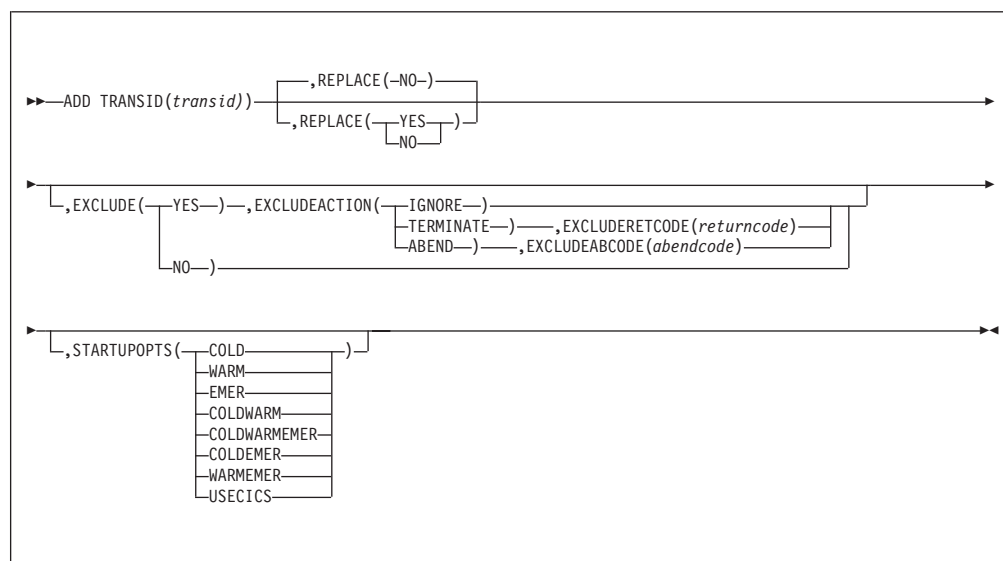 ,REPLACE( NO )
ADD TRANSID(transid))
,REPLACE( YES )
NO
,EXCLUDE( YES ) ,EXCLUDEACTION( IGNORE )
TERMINATE ) ,EXCLUDERETCODE(returncode)
ABEND ) ,EXCLUDEABCODE(abendcode)
NO )
,STARTUPOPTS( COLD )
WARM
EMER
COLDWARM
COLDWARMEMER
COLDEMER
WARMEMER
USECICS